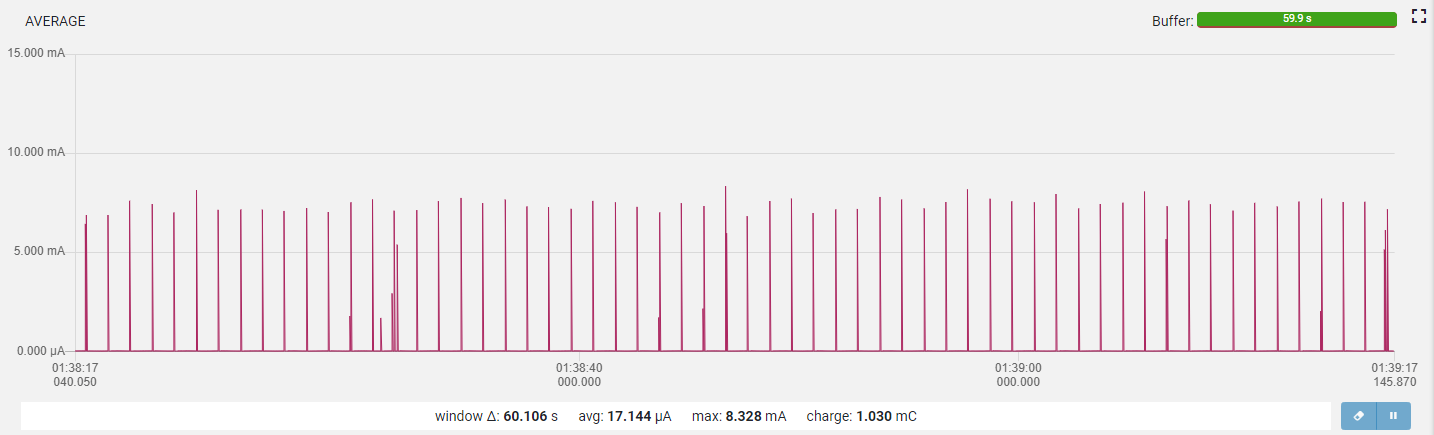 AVERAGE
Buffer: 59.9 s
15.000 mA
10.000 mA
5.000 mA
0.000 µA
01:38:17 01:38:40 01:39:00 01:39:17
040.050 000.000 000.000 145.870
window Δ: 60.106 s avg: 17.144 µA max: 8.328 mA charge: 1.030 mC